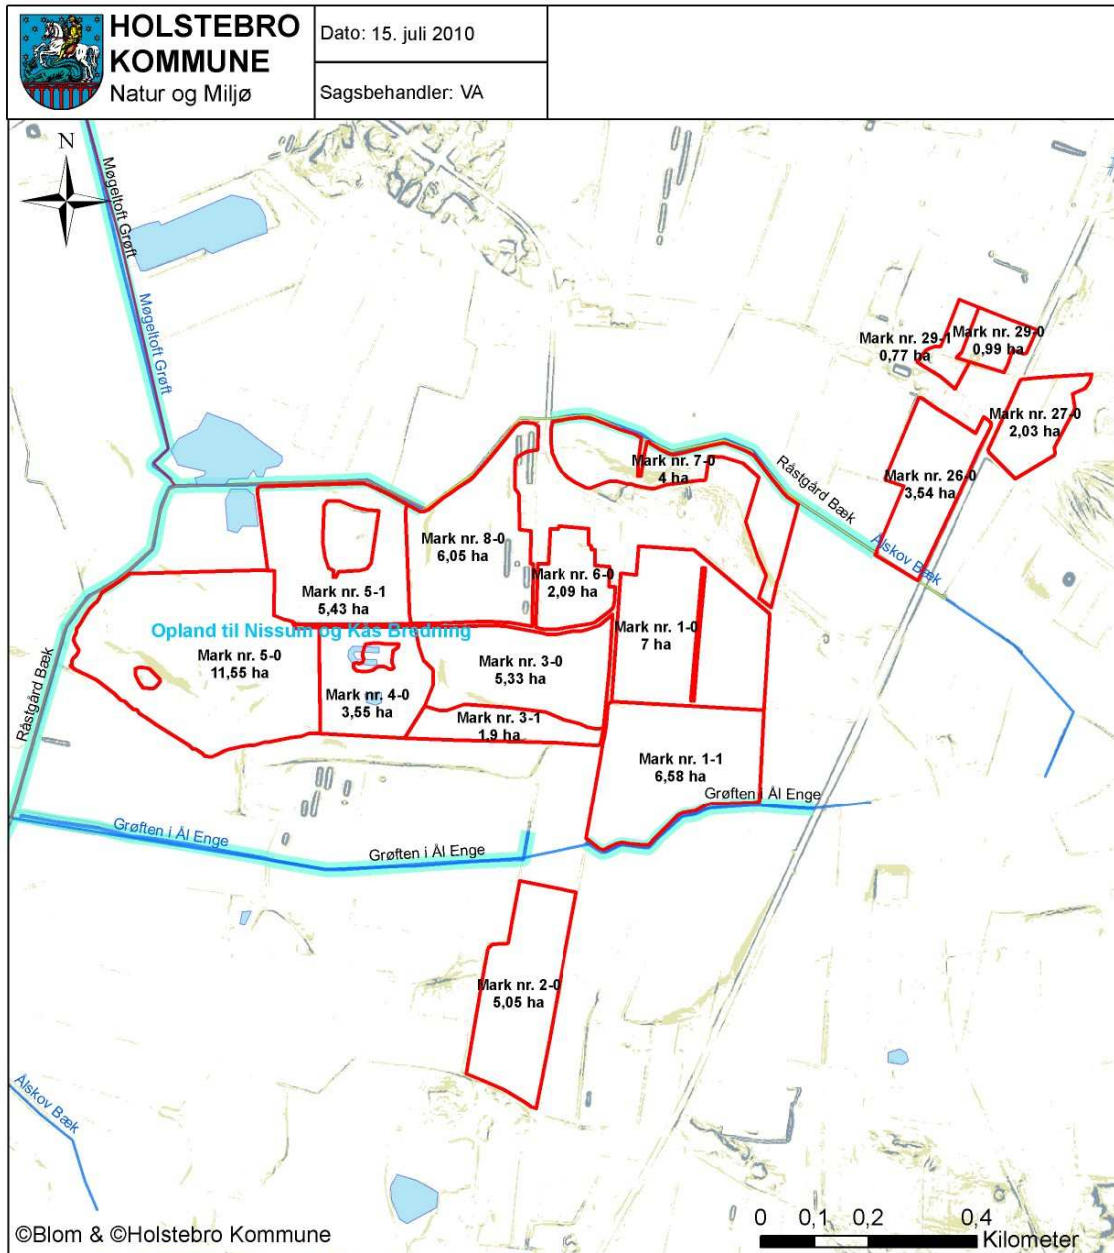 HOLSTEBRO
KOMMUNE
Natur og Miljø
Dato: 15. juli 2010
Sagsbehandler: VA
N
Møgeltoft Grøft
Møgeltoft Grøft
Mark nr. 29-1
0,77 ha
Mark nr. 29-0
0,99 ha
Mark nr. 27-0
2,03 ha
Mark nr. 26-0
3,54 ha
Mark nr. 7-0
4 ha
Råstgård Bæk
Ålskov Bæk
Mark nr. 8-0
6,05 ha
Mark nr. 6-0
2,09 ha
Mark nr. 5-1
5,43 ha
Opland til Nissum og Kås Bredning
Mark nr. 1-0
7 ha
Mark nr. 5-0
11,55 ha
Mark nr. 3-0
5,33 ha
Mark nr. 4-0
3,55 ha
Mark nr. 3-1
1,9 ha
Råstgård Bæk
Mark nr. 1-1
6,58 ha
Grøften i Ål Enge
Grøften i Ål Enge
Grøften i Ål Enge
Mark nr. 2-0
5,05 ha
Ålskov Bæk
©Blom & ©Holstebro Kommune
0 0,1 0,2 0,4
Kilometer